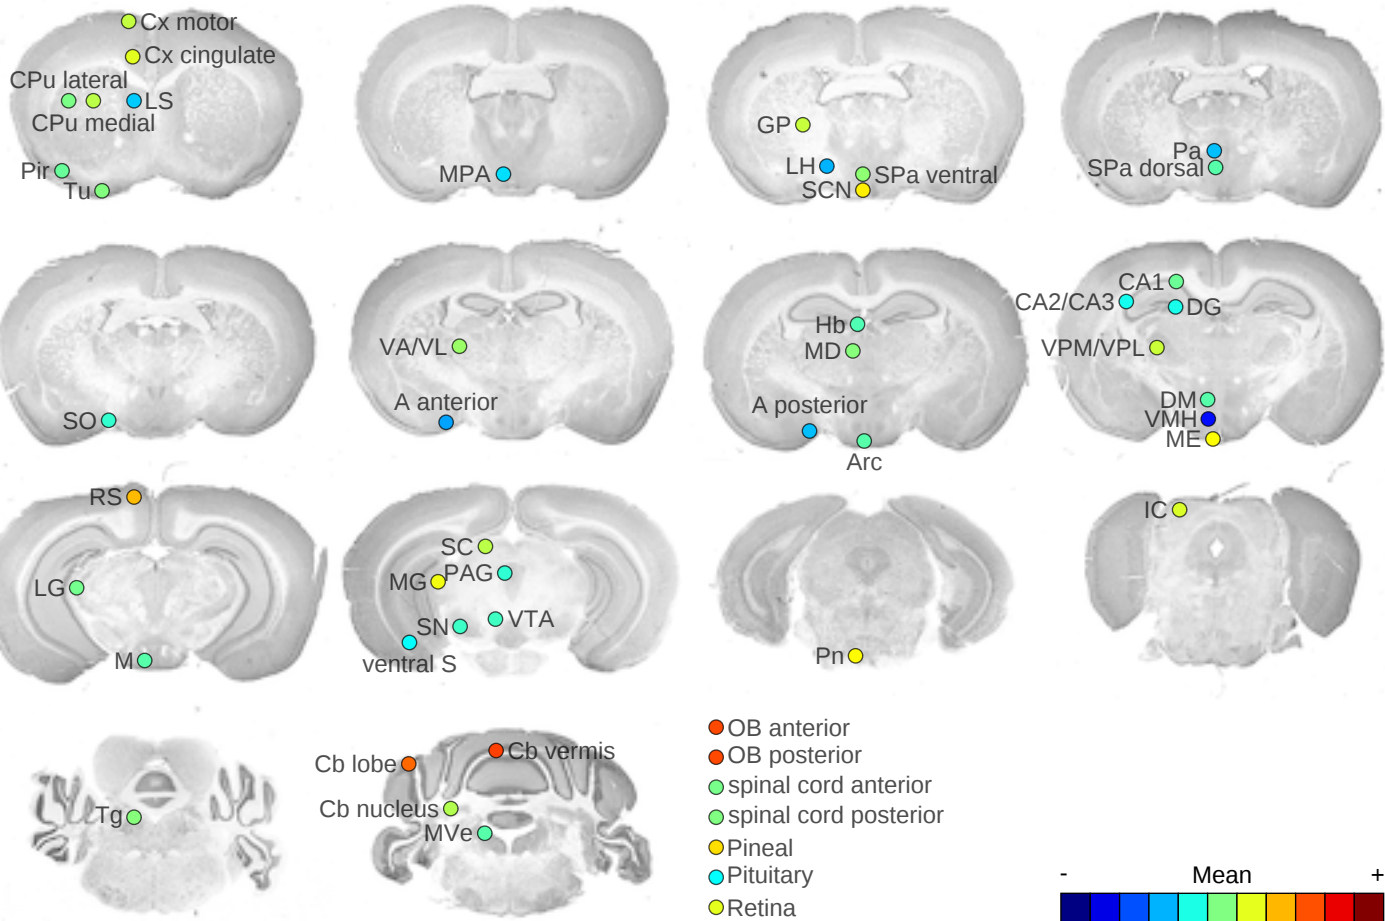 Cx motor
Cx cingulate
CPu lateral
LS
CPu medial
Pir
Tu
MPA
GP
LH
SPa ventral
SCN
Pa
SPa dorsal
SO
VA/VL
A anterior
Hb
MD
A posterior
Arc
CA1
CA2/CA3
DG
VPM/VPL
DM
VMH
ME
RS
LG
M
SC
MG
PAG
SN
VTA
ventral S
Pn
IC
Tg
Cb lobe
Cb vermis
Cb nucleus
MVe
OB anterior
OB posterior
spinal cord anterior
spinal cord posterior
Pineal
Pituitary
Retina
- Mean +